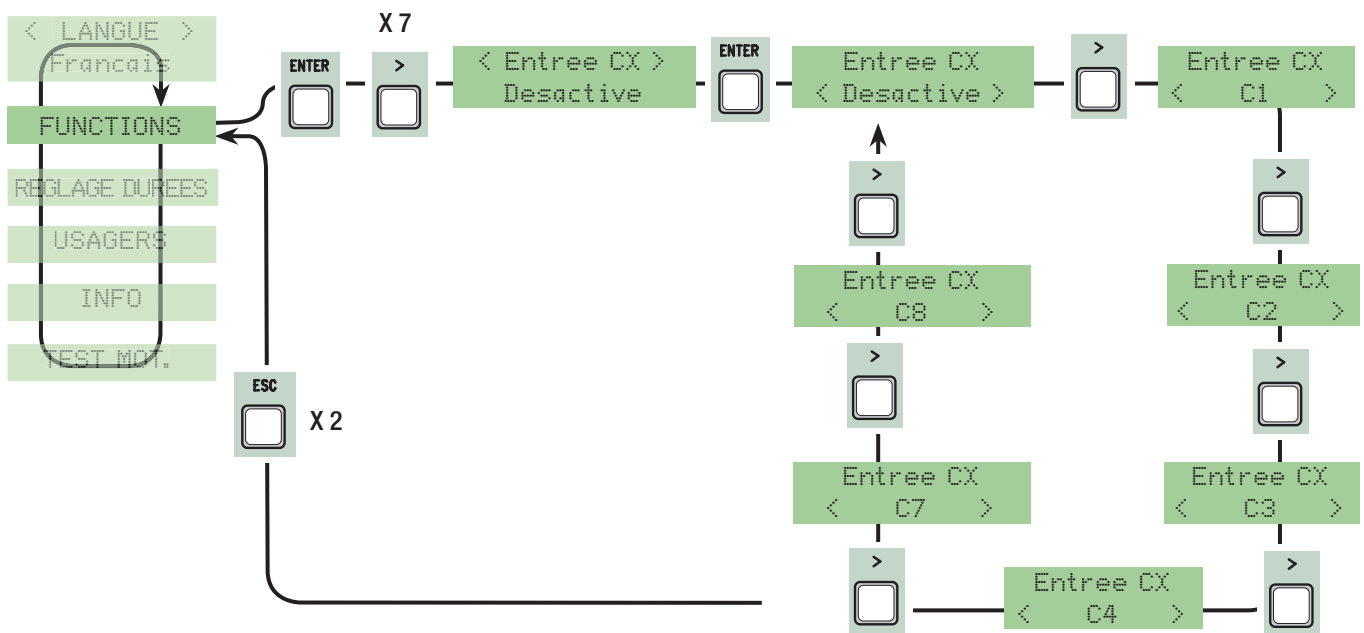 X 7
< LANGUE >
Francais
FUNCTIONS
REGLAGE DUREES
USAGERS
INFO
TEST MOT.
ENTER
>
< Entree CX >
Desactive
ENTER
Entree CX
< Desactive >
>
Entree CX
< C1 >
>
Entree CX
< C2 >
>
Entree CX
< C3 >
>
Entree CX
< C4 >
>
Entree CX
< C7 >
>
Entree CX
< C8 >
>
ESC
X 2